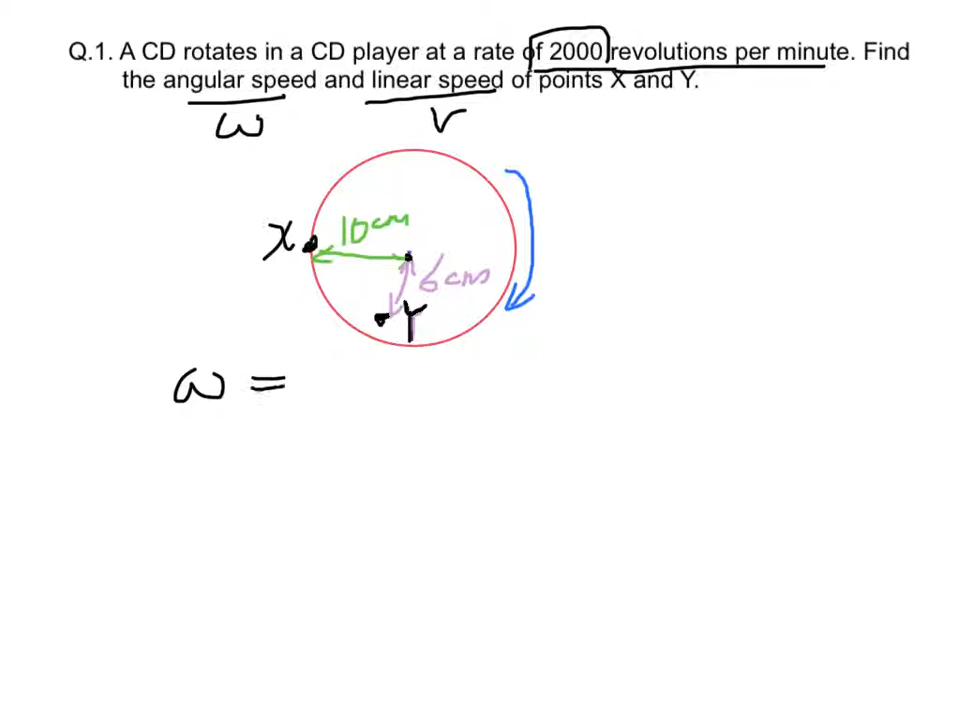 Q.1. A CD rotates in a CD player at a rate of 2000 revolutions per minute. Find
the angular speed and linear speed of points X and Y.
ω v
X 10cm
6cms
Y
ω =